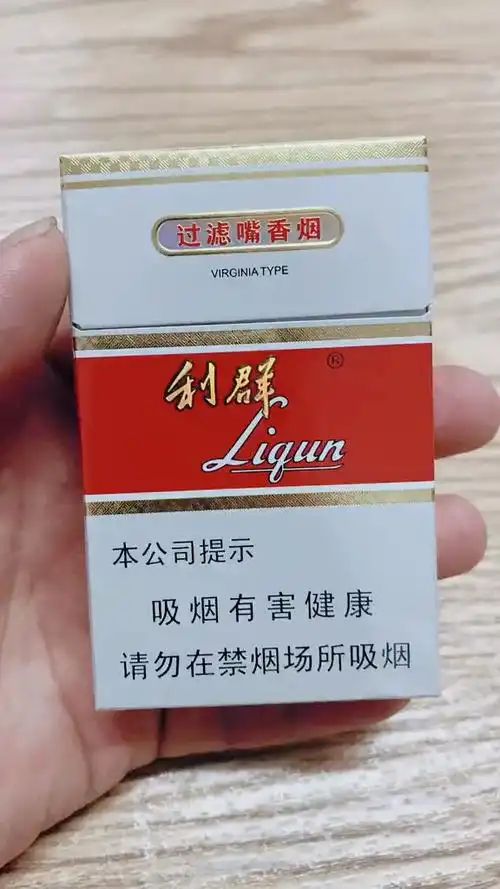 过滤嘴香烟
VIRGINIA TYPE
利群
®
Liqun
本公司提示
吸烟有害健康
请勿在禁烟场所吸烟